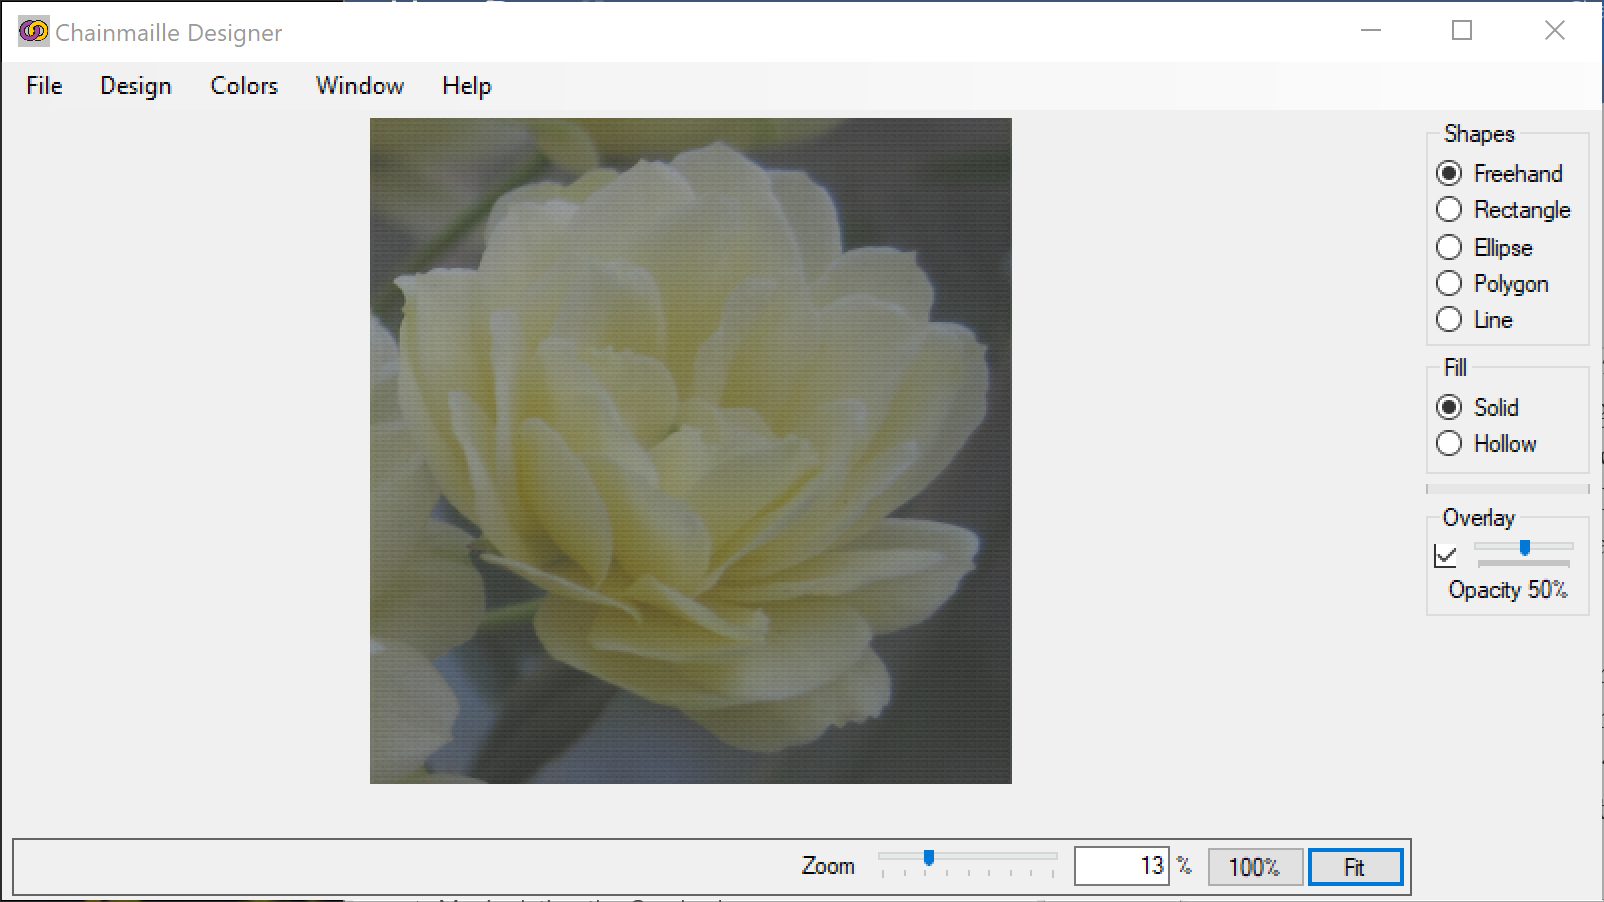 Chainmaille Designer
File Design Colors Window Help
Shapes
Freehand
Rectangle
Ellipse
Polygon
Line
Fill
Solid
Hollow
Overlay
Opacity 50%
Zoom 13 % 100% Fit